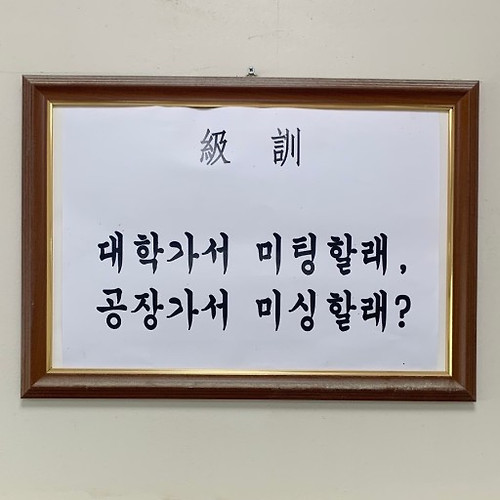 級 訓
대학가서 미팅할래,
공장가서 미싱할래?